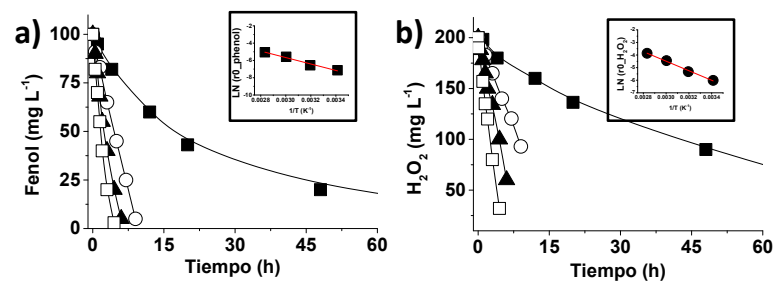 a)
Fenol (mg L⁻¹)
100
75
50
25
0
0 15 30 45 60
Tiempo (h)
LN (r0_phenol)
-2
-4
-6
-8
-10
0.0028 0.0030 0.0032 0.0034
1/T (K⁻¹)
b)
H₂O₂ (mg L⁻¹)
200
150
100
50
0 15 30 45 60
Tiempo (h)
LN (r0_H₂O₂)
-2
-3
-4
-5
-6
-7
0.0028 0.0030 0.0032 0.0034
1/T (K⁻¹)